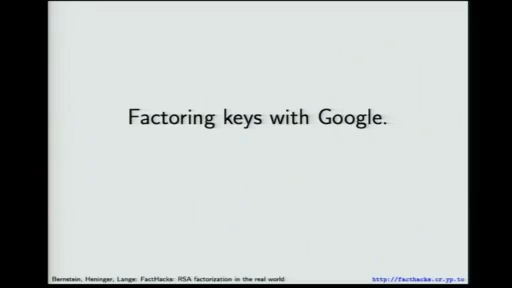 Factoring keys with Google.
Bernstein, Heninger, Lange: FactHacks: RSA factorization in the real world
http://facthacks.cr.yp.to